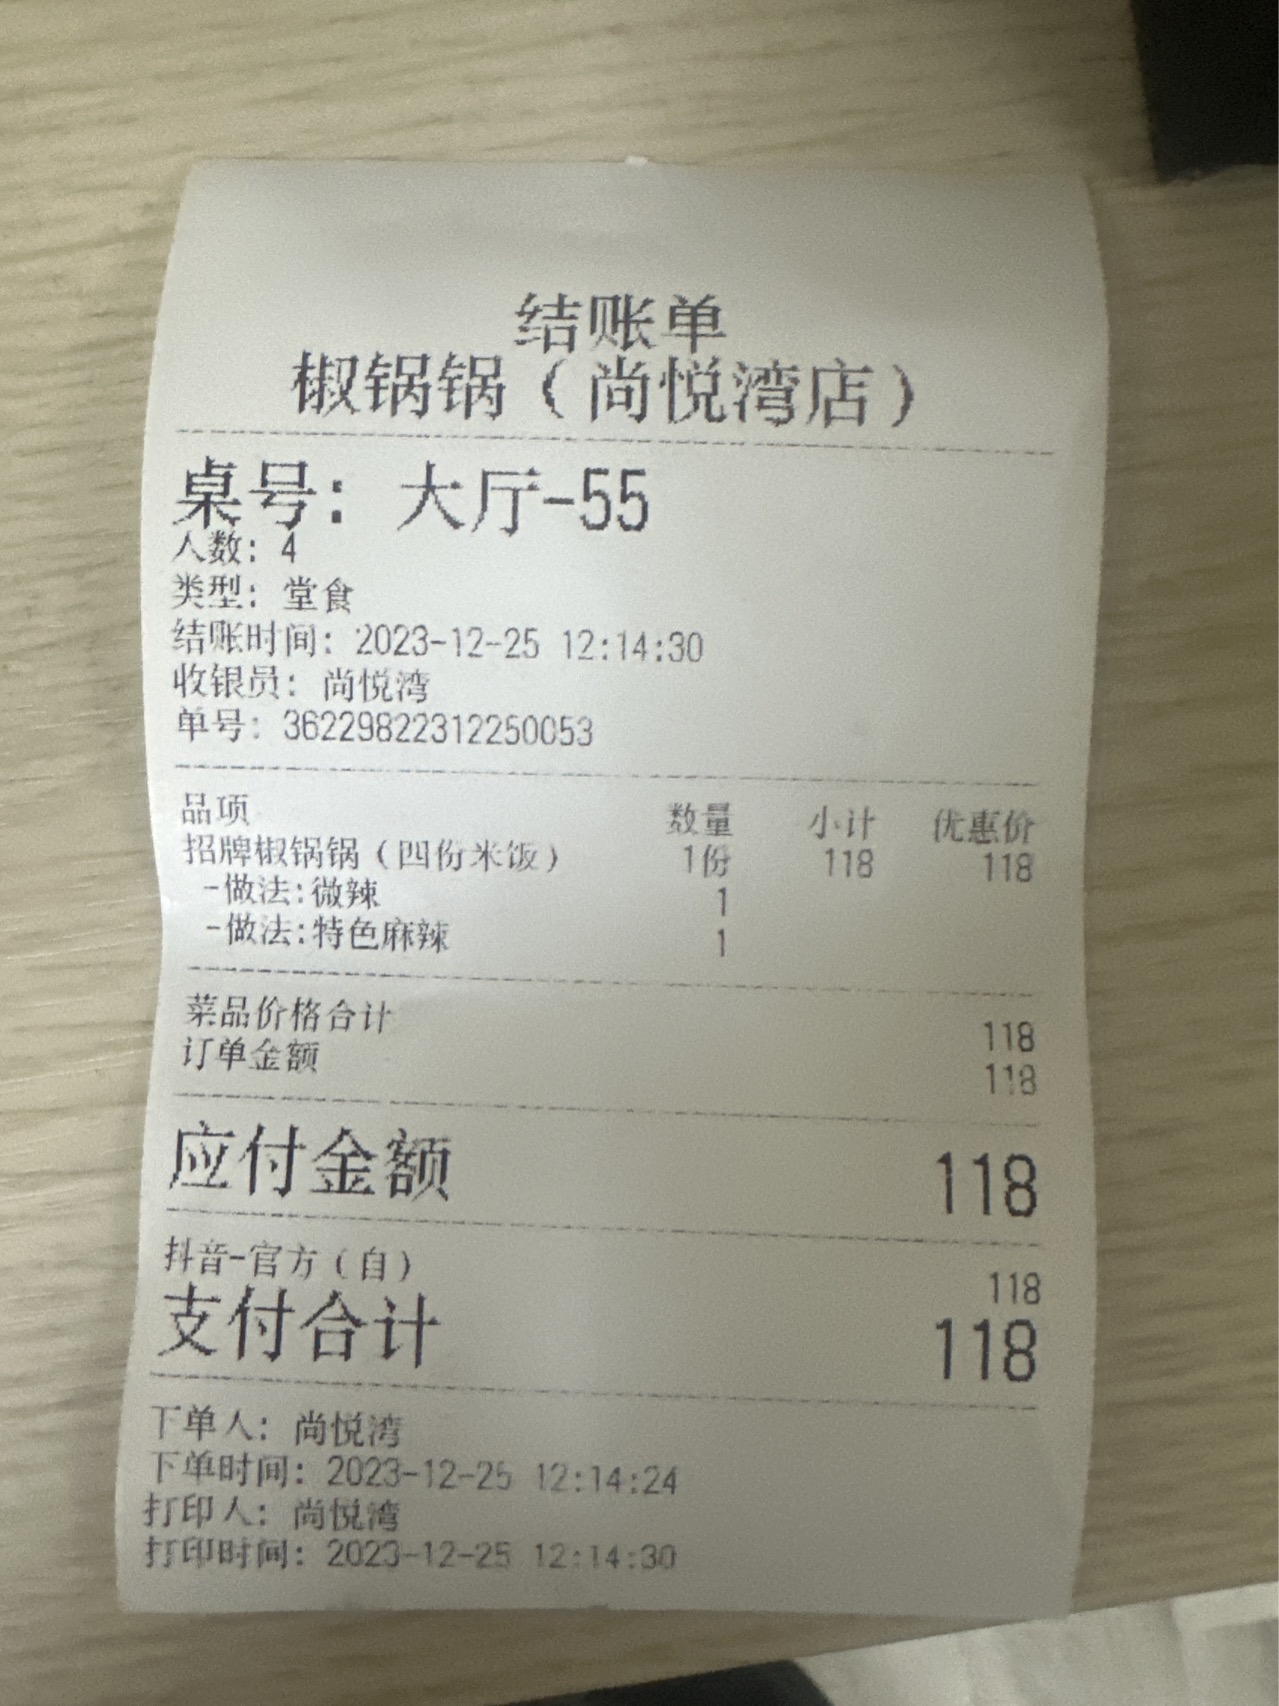 结账单
椒锅锅（尚悦湾店）
桌号：大厅-55
人数：4
类型：堂食
结账时间：2023-12-25 12:14:30
收银员：尚悦湾
单号：36229822312250053
品项 数量 小计 优惠价
招牌椒锅锅（四份米饭） 1份 118 118
-做法:微辣 1
-做法:特色麻辣 1
菜品价格合计 118
订单金额 118
应付金额 118
抖音-官方（自） 118
支付合计 118
下单人：尚悦湾
下单时间：2023-12-25 12:14:24
打印人：尚悦湾
打印时间：2023-12-25 12:14:30